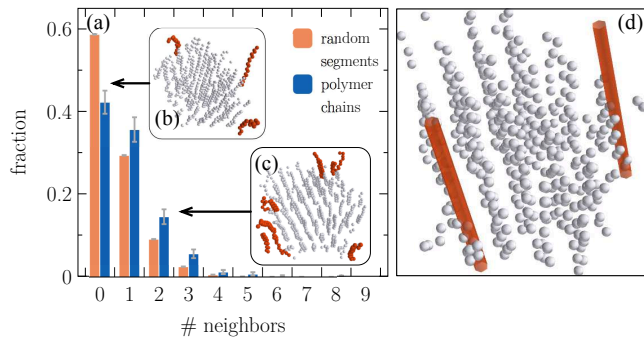 (a)
(d)
0.6
0.4
0.2
0
fraction
random
segments
polymer
chains
(b)
(c)
0 1 2 3 4 5 6 7 8 9
# neighbors